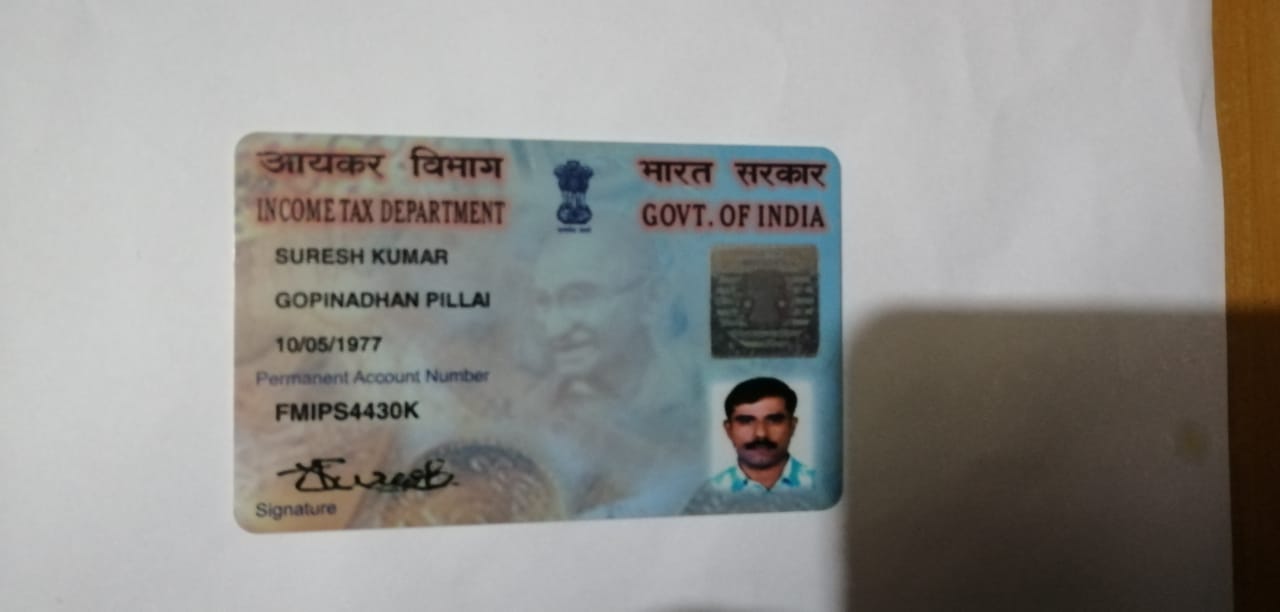 आयकर विभाग
भारत सरकार
INCOME TAX DEPARTMENT
GOVT. OF INDIA
SURESH KUMAR
GOPINADHAN PILLAI
10/05/1977
Permanent Account Number
FMIPS4430K
Signature